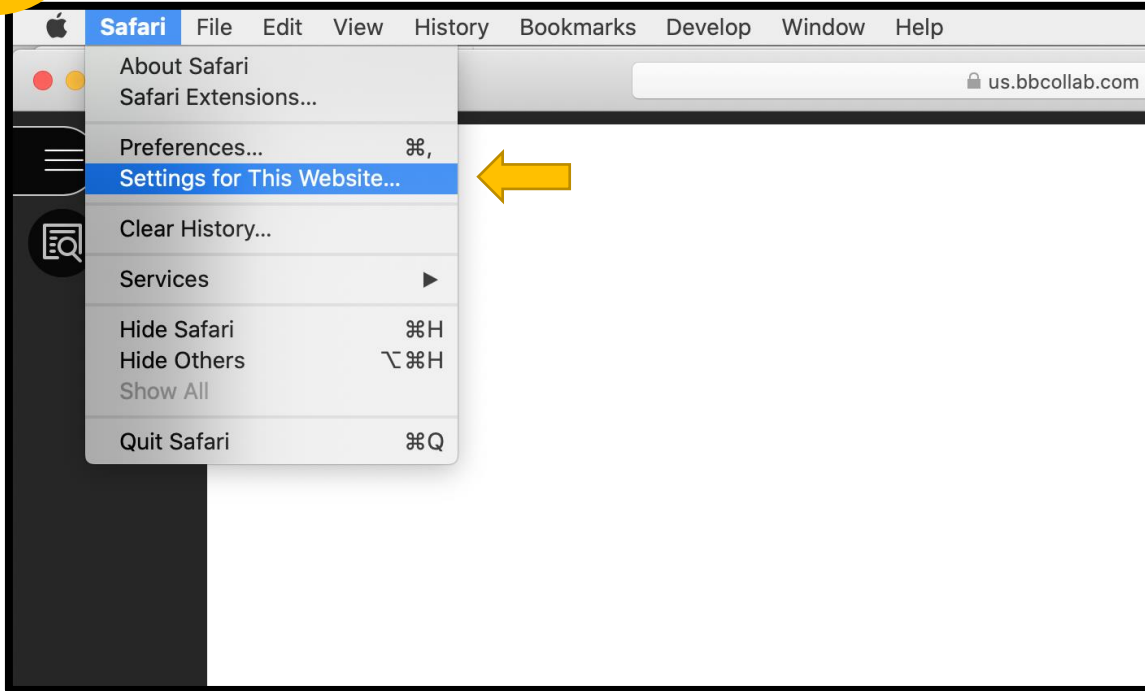 Safari File Edit View History Bookmarks Develop Window Help
us.bbcollab.com
About Safari
Safari Extensions...
Preferences... ⌘,
Settings for This Website...
Clear History...
Services ▶
Hide Safari ⌘H
Hide Others ⌥⌘H
Show All
Quit Safari ⌘Q